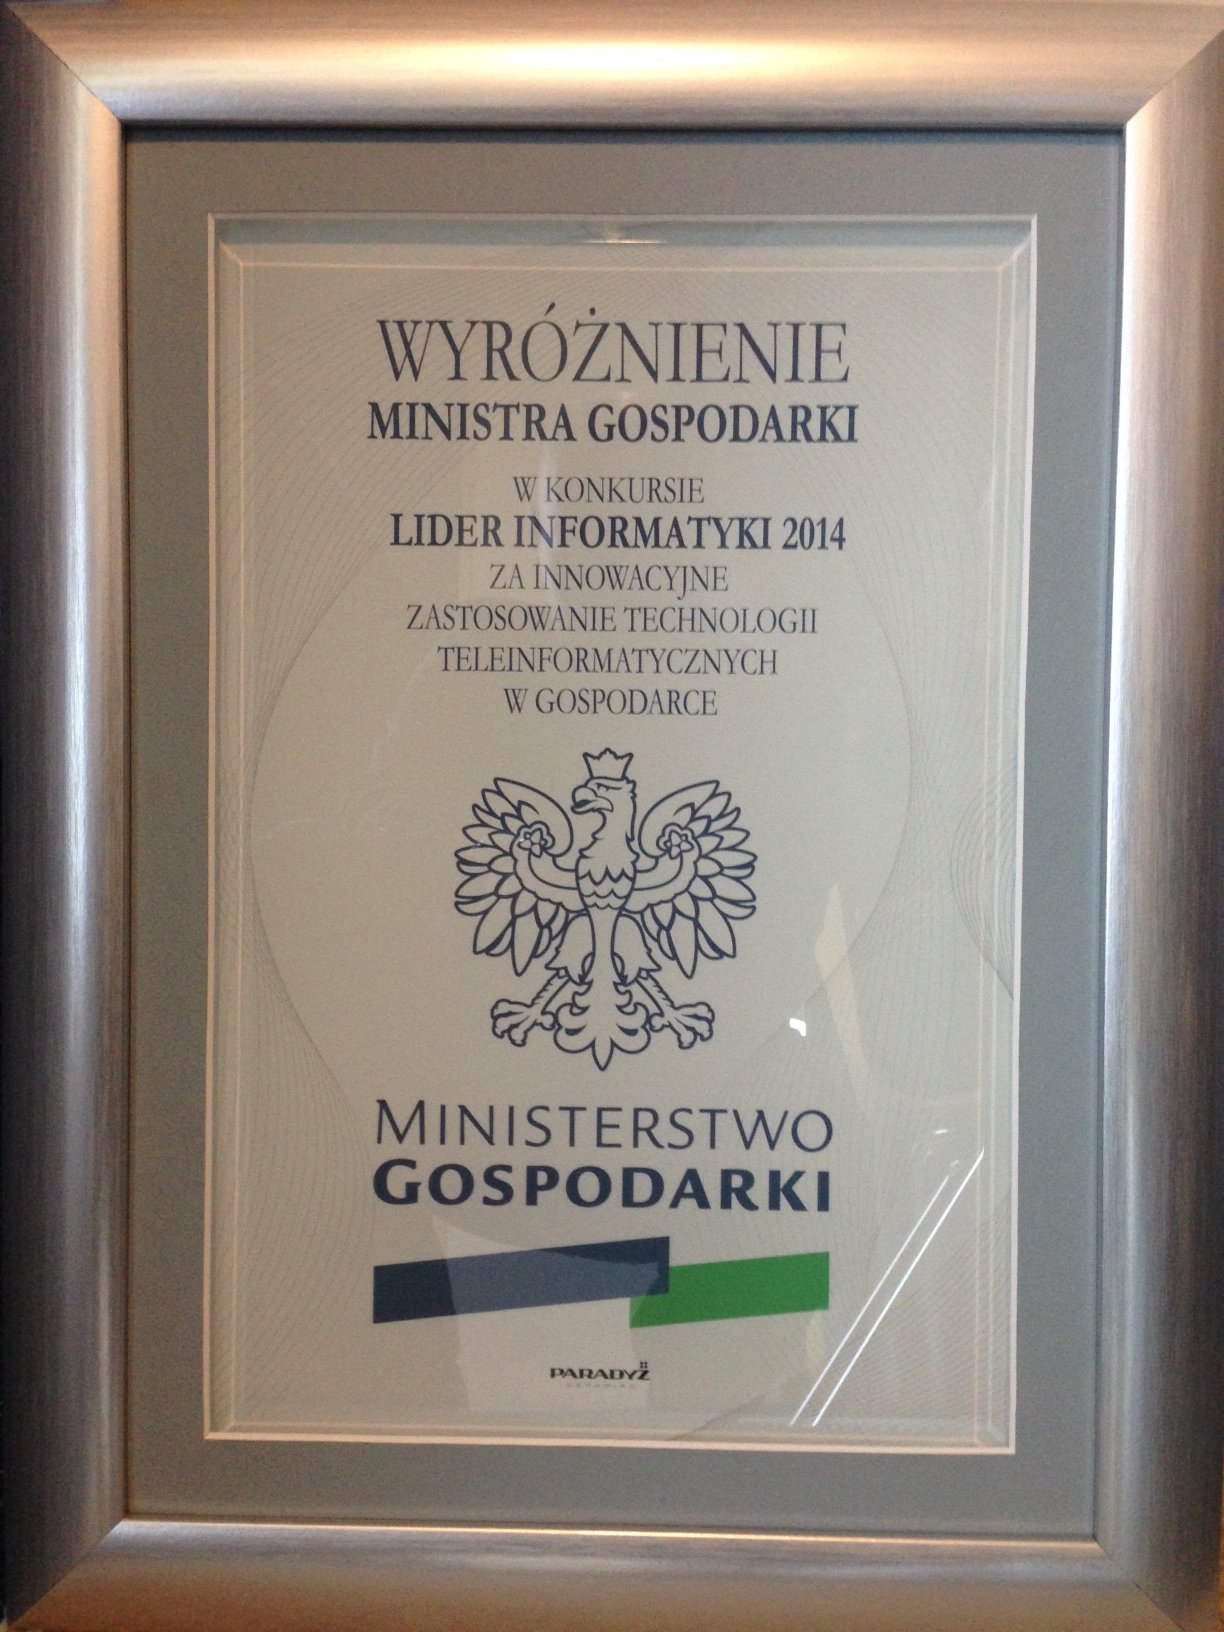 WYRÓŻNIENIE
MINISTRA GOSPODARKI
W KONKURSIE
LIDER INFORMATYKI 2014
ZA INNOWACYJNE
ZASTOSOWANIE TECHNOLOGII
TELEINFORMATYCZNYCH
W GOSPODARCE
MINISTERSTWO
GOSPODARKI
PARADYŻ